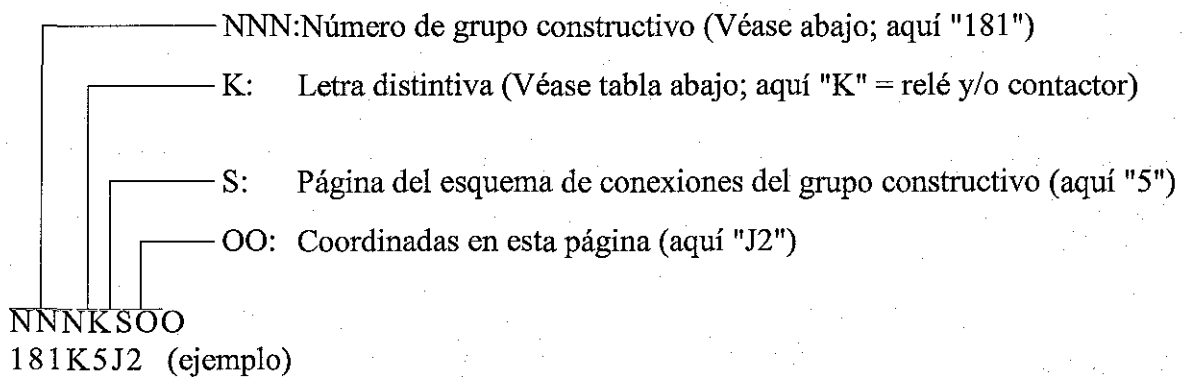 NNN:Número de grupo constructivo (Véase abajo; aquí "181")
K: Letra distintiva (Véase tabla abajo; aquí "K" = relé y/o contactor)
S: Página del esquema de conexiones del grupo constructivo (aquí "5")
OO: Coordinadas en esta página (aquí "J2")
NNNKSOO
181K5J2 (ejemplo)